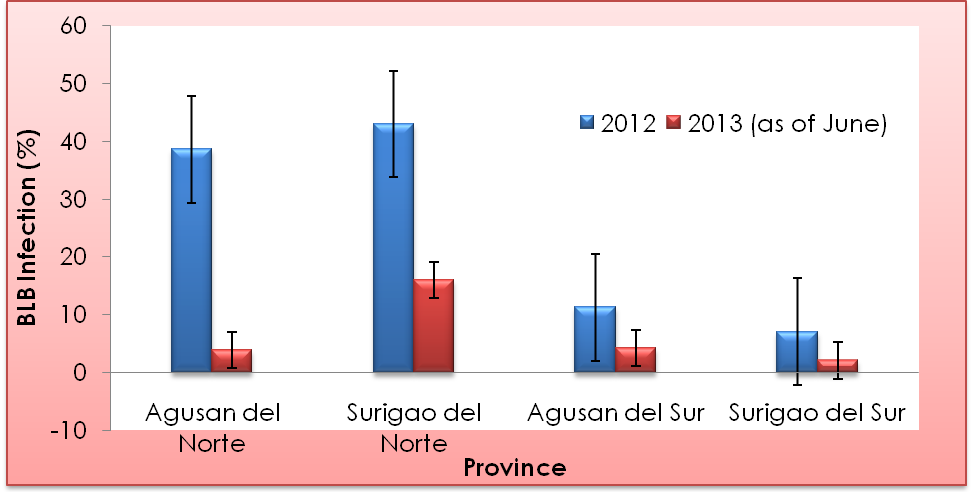 60
50
40
30
20
10
0
-10
BLB Infection (%)
2012 2013 (as of June)
Agusan del Norte
Surigao del Norte
Agusan del Sur
Surigao del Sur
Province